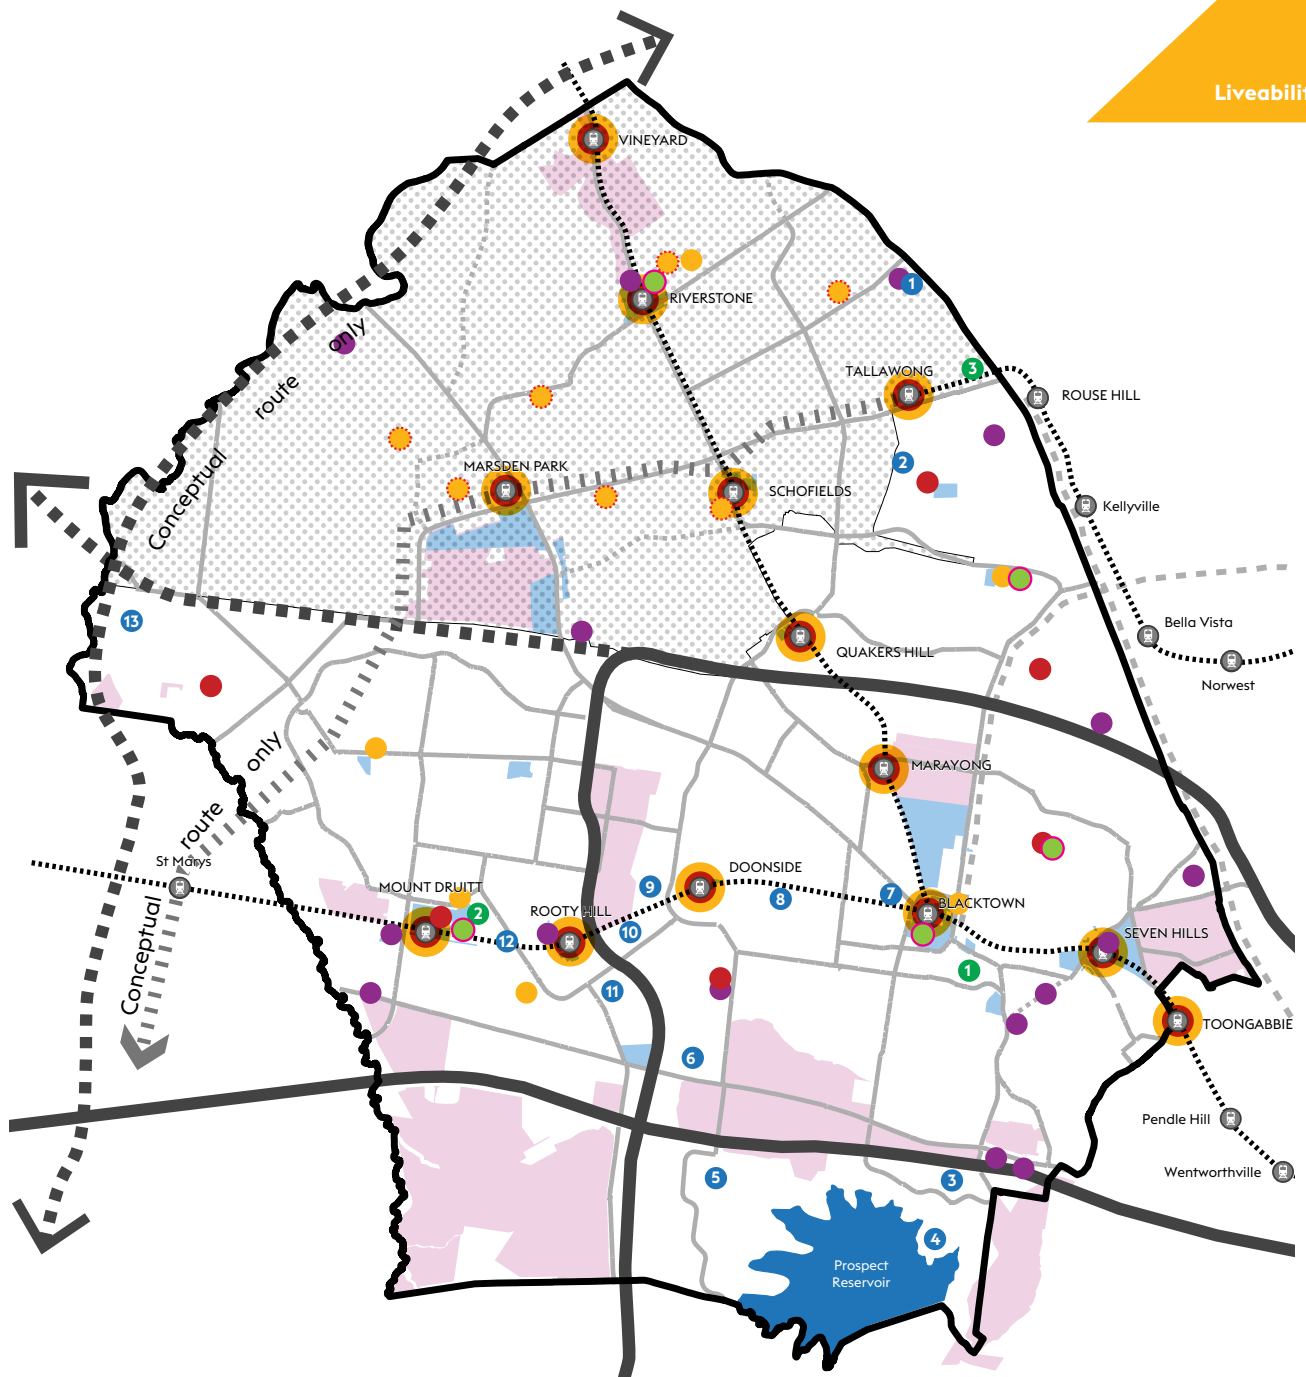 Liveabilit
VINEYARD
RIVERSTONE
1
only
route
Conceptual
TALLAWONG
3
ROUSE HILL
MARSDEN PARK
2
SCHOFIELDS
Kellyville
13
Bella Vista
QUAKERS HILL
Norwest
only
route
Conceptual
MARAYONG
St Marys
DOONSIDE
MOUNT DRUITT
9
8
7
BLACKTOWN
ROOTY HILL
2
10
12
SEVEN HILLS
1
11
TOONGABBIE
6
Pendle Hill
5
3
Wentworthville
4
Prospect
Reservoir